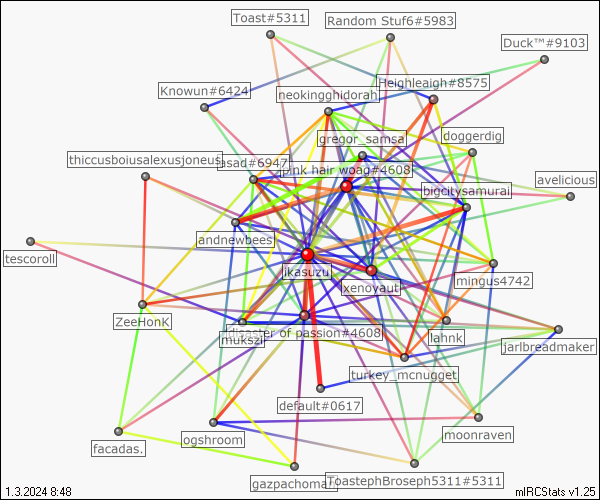 Toast#5311
Random Stuf6#5983
Duck™#9103
Heighleaigh#8575
Knowun#6424
neokingghidorah
gregor_samsa
doggerdig
thiccusboiusalexusjoneus
asad#6947
pink hair woag#4608
bigcitysamurai
avelicious
andnewbees
tescoroll
ikasuzu
xenoyaut
mingus4742
ZeeHonK
mukszi
disaster of passion#4608
lahnk
jarlbreadmaker
turkey_mcnugget
default#0617
facadas.
ogshroom
moonraven
gazpachoma
ToastephBroseph5311#5311
1.3.2024 8:48
mIRCStats v1.25